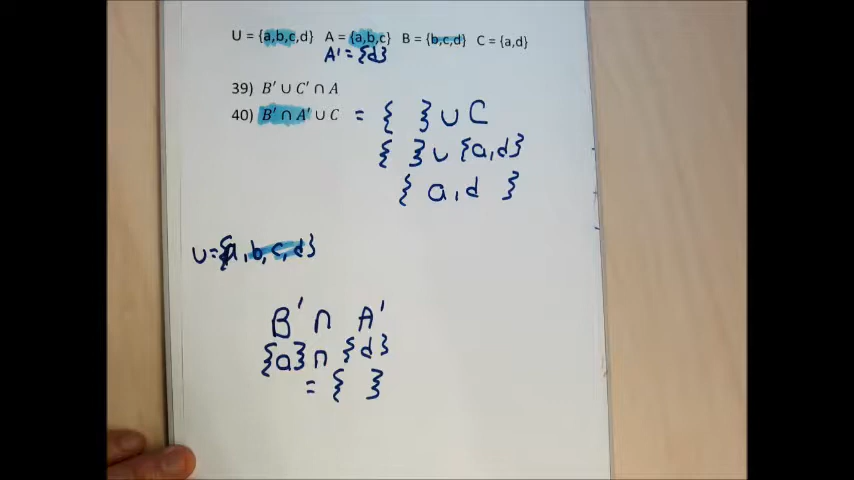 U = {a,b,c,d} A = {a,b,c} B = {b,c,d} C = {a,d}
A' = {d}
39) B′ ∪ C′ ∩ A
40) B′ ∩ A′ ∪ C = { } ∪ C
{ } ∪ {a,d}
{ a,d }
U={a,b,c,d}
B' ∩ A'
{a} ∩ {d}
= { }